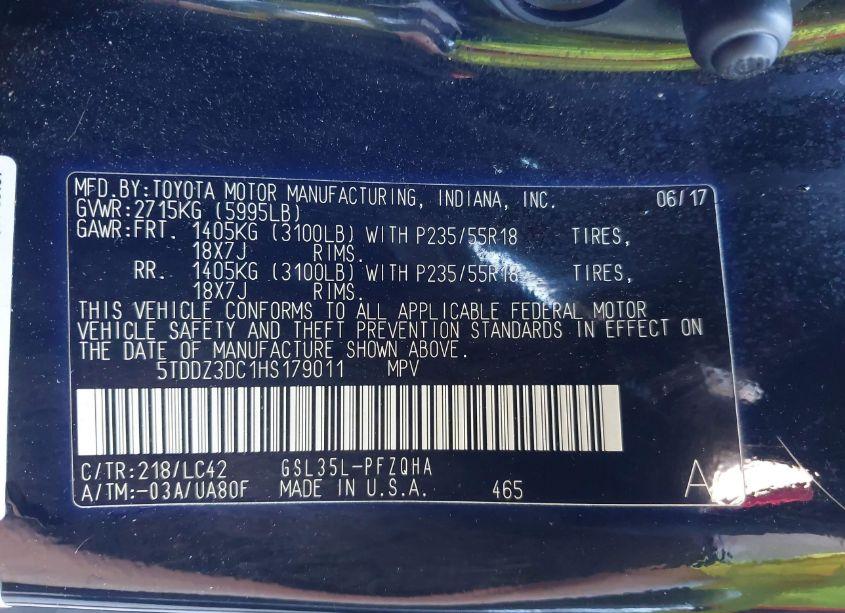 MFD.BY:TOYOTA MOTOR MANUFACTURING, INDIANA, INC. 06/17
GVWR:2715KG (5995LB)
GAWR:FRT. 1405KG (3100LB) WITH P235/55R18 TIRES,
18X7J RIMS.
RR. 1405KG (3100LB) WITH P235/55R18 TIRES,
18X7J RIMS.
THIS VEHICLE CONFORMS TO ALL APPLICABLE FEDERAL MOTOR
VEHICLE SAFETY AND THEFT PREVENTION STANDARDS IN EFFECT ON
THE DATE OF MANUFACTURE SHOWN ABOVE.
5TDDZ3DC1HS179011 MPV
C/TR:218/LC42 GSL35L-PFZQHA
A/TM:-03A/UA80F MADE IN U.S.A. 465 A